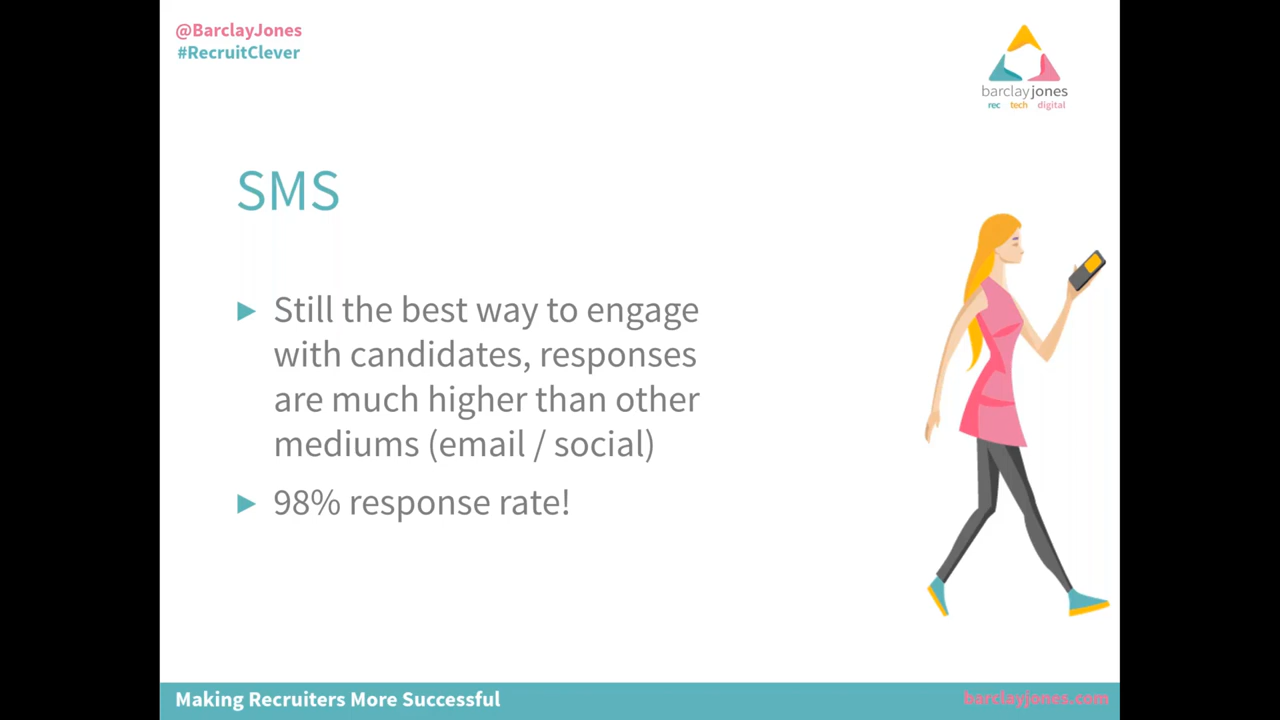 @BarclayJones
#RecruitClever
barclayjones
rec tech digital
SMS
► Still the best way to engage
with candidates, responses
are much higher than other
mediums (email / social)
► 98% response rate!
Making Recruiters More Successful
barclayjones.com